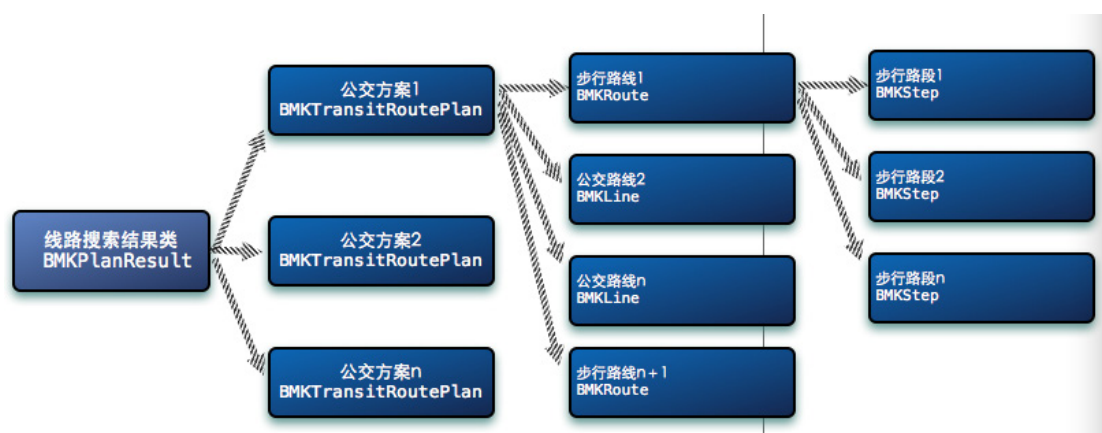 线路搜索结果类
BMKPlanResult
公交方案1
BMKTransitRoutePlan
公交方案2
BMKTransitRoutePlan
公交方案n
BMKTransitRoutePlan
步行路线1
BMKRoute
公交路线2
BMKLine
公交路线n
BMKLine
步行路线n+1
BMKRoute
步行路段1
BMKStep
步行路段2
BMKStep
步行路段n
BMKStep